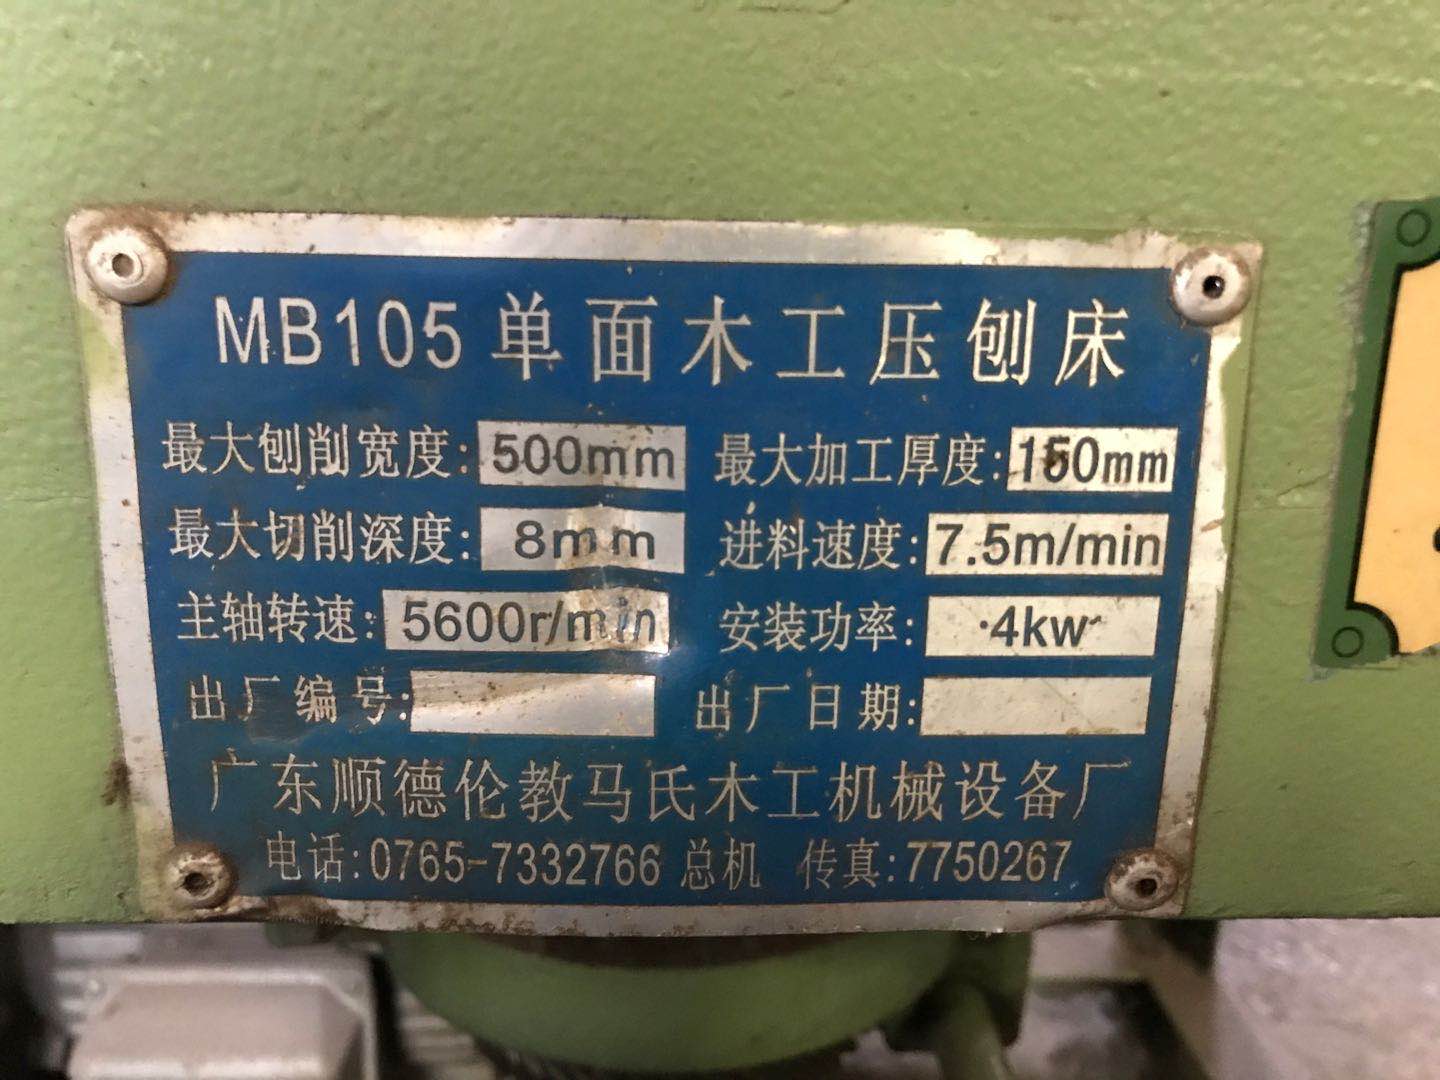 MB105 单面木工压刨床
最大刨削宽度: 500mm 最大加工厚度: 150mm
最大切削深度: 8mm 进料速度: 7.5m/min
主轴转速: 5600r/min 安装功率: 4kw
出厂编号: 出厂日期:
广东顺德伦教马氏木工机械设备厂
电话:0765-7332766 总机 传真:7750267